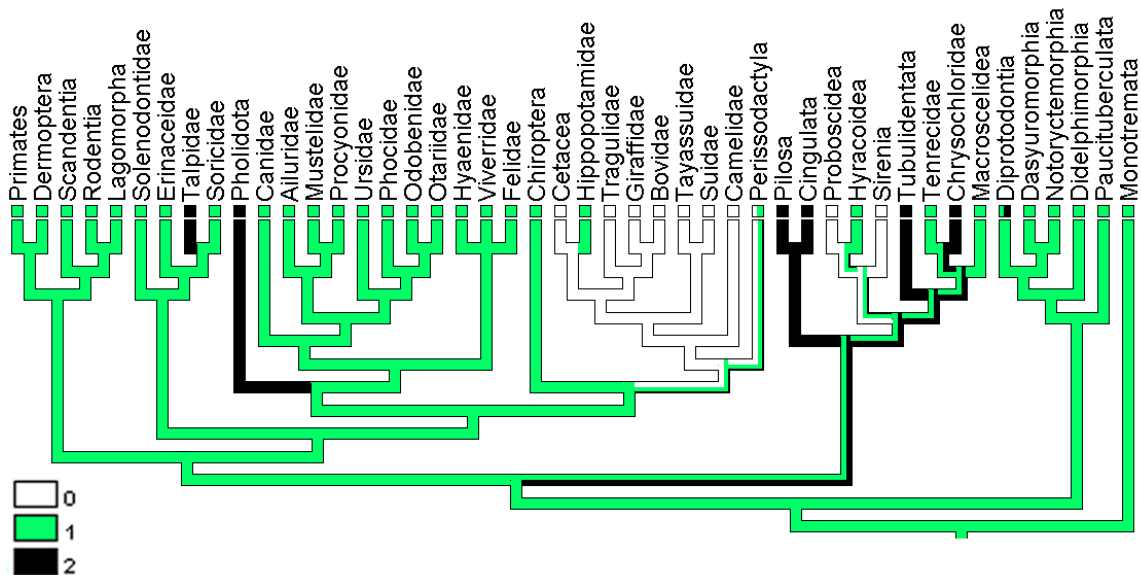 Primates
Dermoptera
Scandentia
Rodentia
Lagomorpha
Solenodontidae
Erinaceidae
Talpidae
Soricidae
Pholidota
Canidae
Ailuridae
Mustelidae
Procyonidae
Ursidae
Phocidae
Odobenidae
Otariidae
Hyaenidae
Viverridae
Felidae
Chiroptera
Cetacea
Hippopotamidae
Tragulidae
Giraffidae
Bovidae
Tayassuidae
Suidae
Camelidae
Perissodactyla
Pilosa
Cingulata
Proboscidea
Hyracoidea
Sirenia
Tubulidentata
Tenrecidae
Chrysochloridae
Macroscelidea
Diprotodontia
Dasyuromorphia
Notoryctemorphia
Didelphimorphia
Paucituberculata
Monotremata
0
1
2